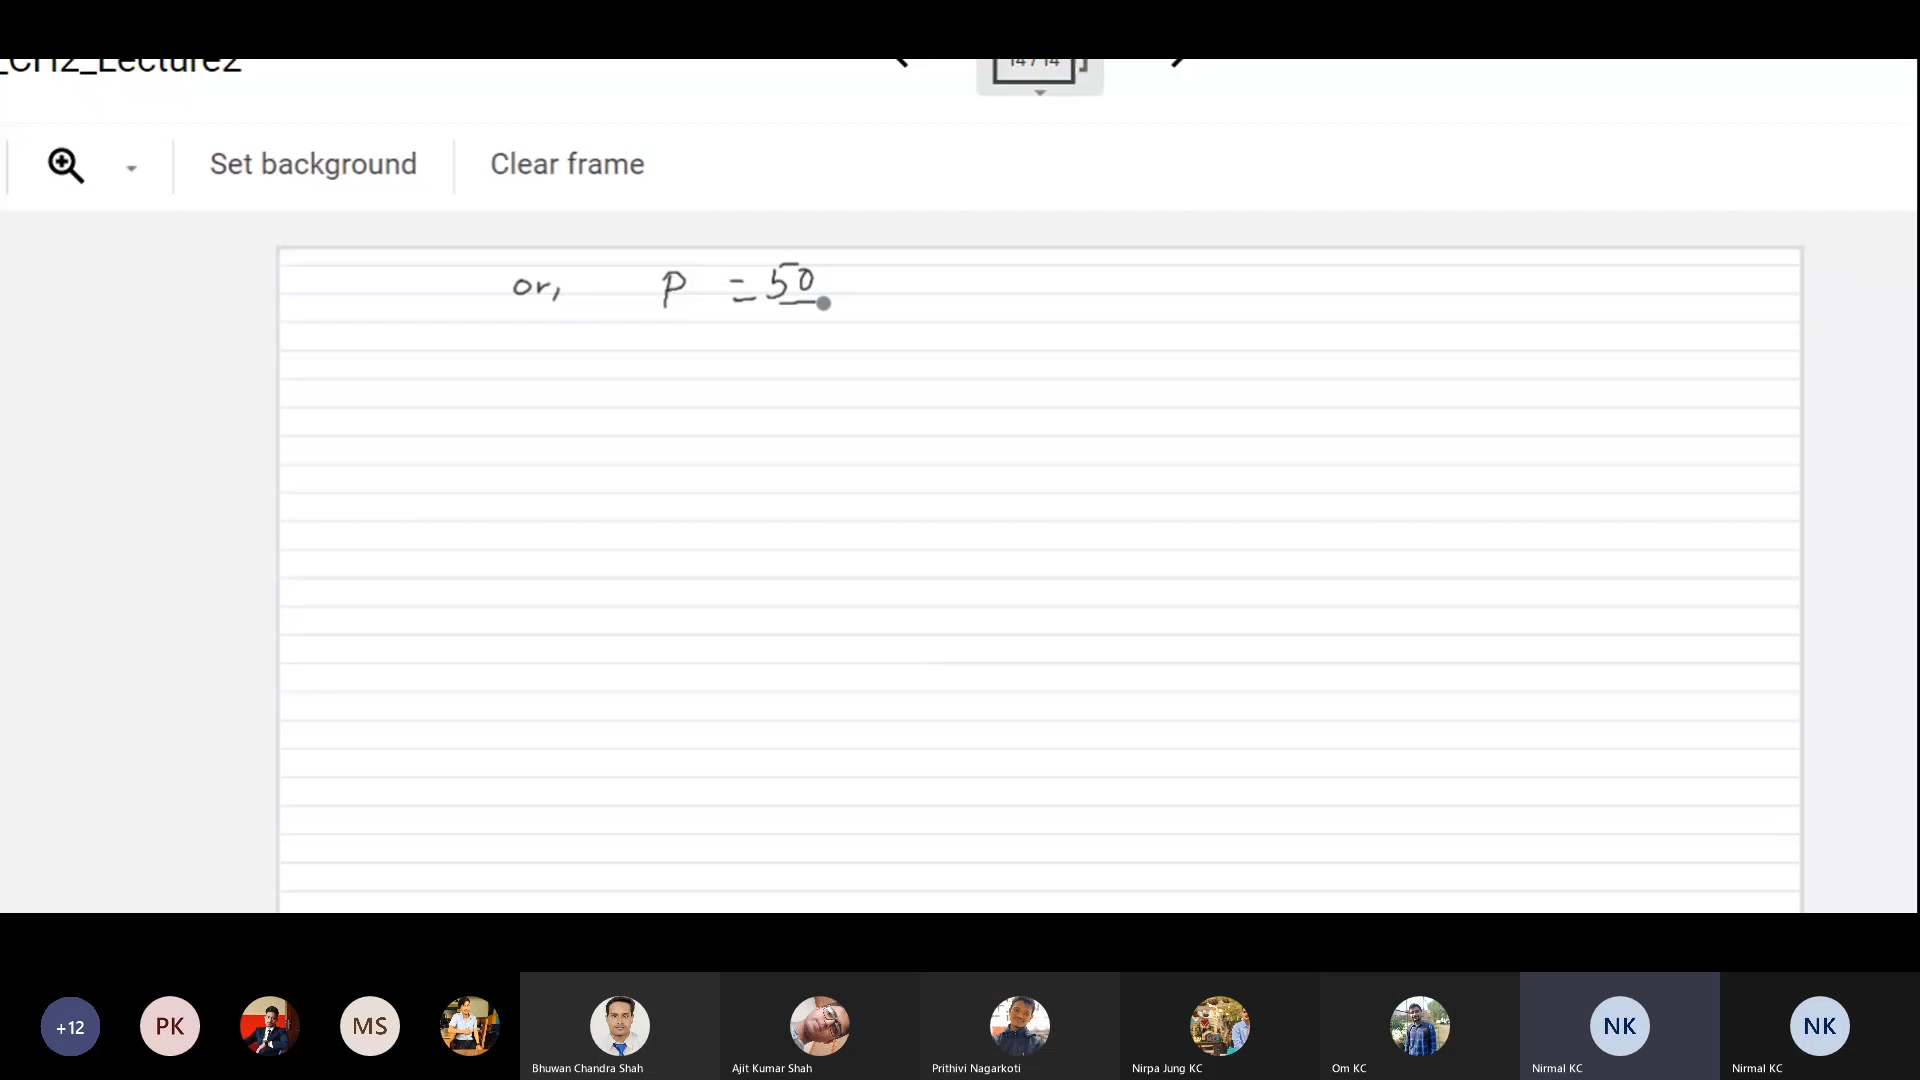 _CH2_Lecture2
14 / 14
Set background
Clear frame
or, P = 50
+12
PK
MS
NK
NK
Bhuwan Chandra Shah
Ajit Kumar Shah
Prithivi Nagarkoti
Nirpa Jung KC
Om KC
Nirmal KC
Nirmal KC